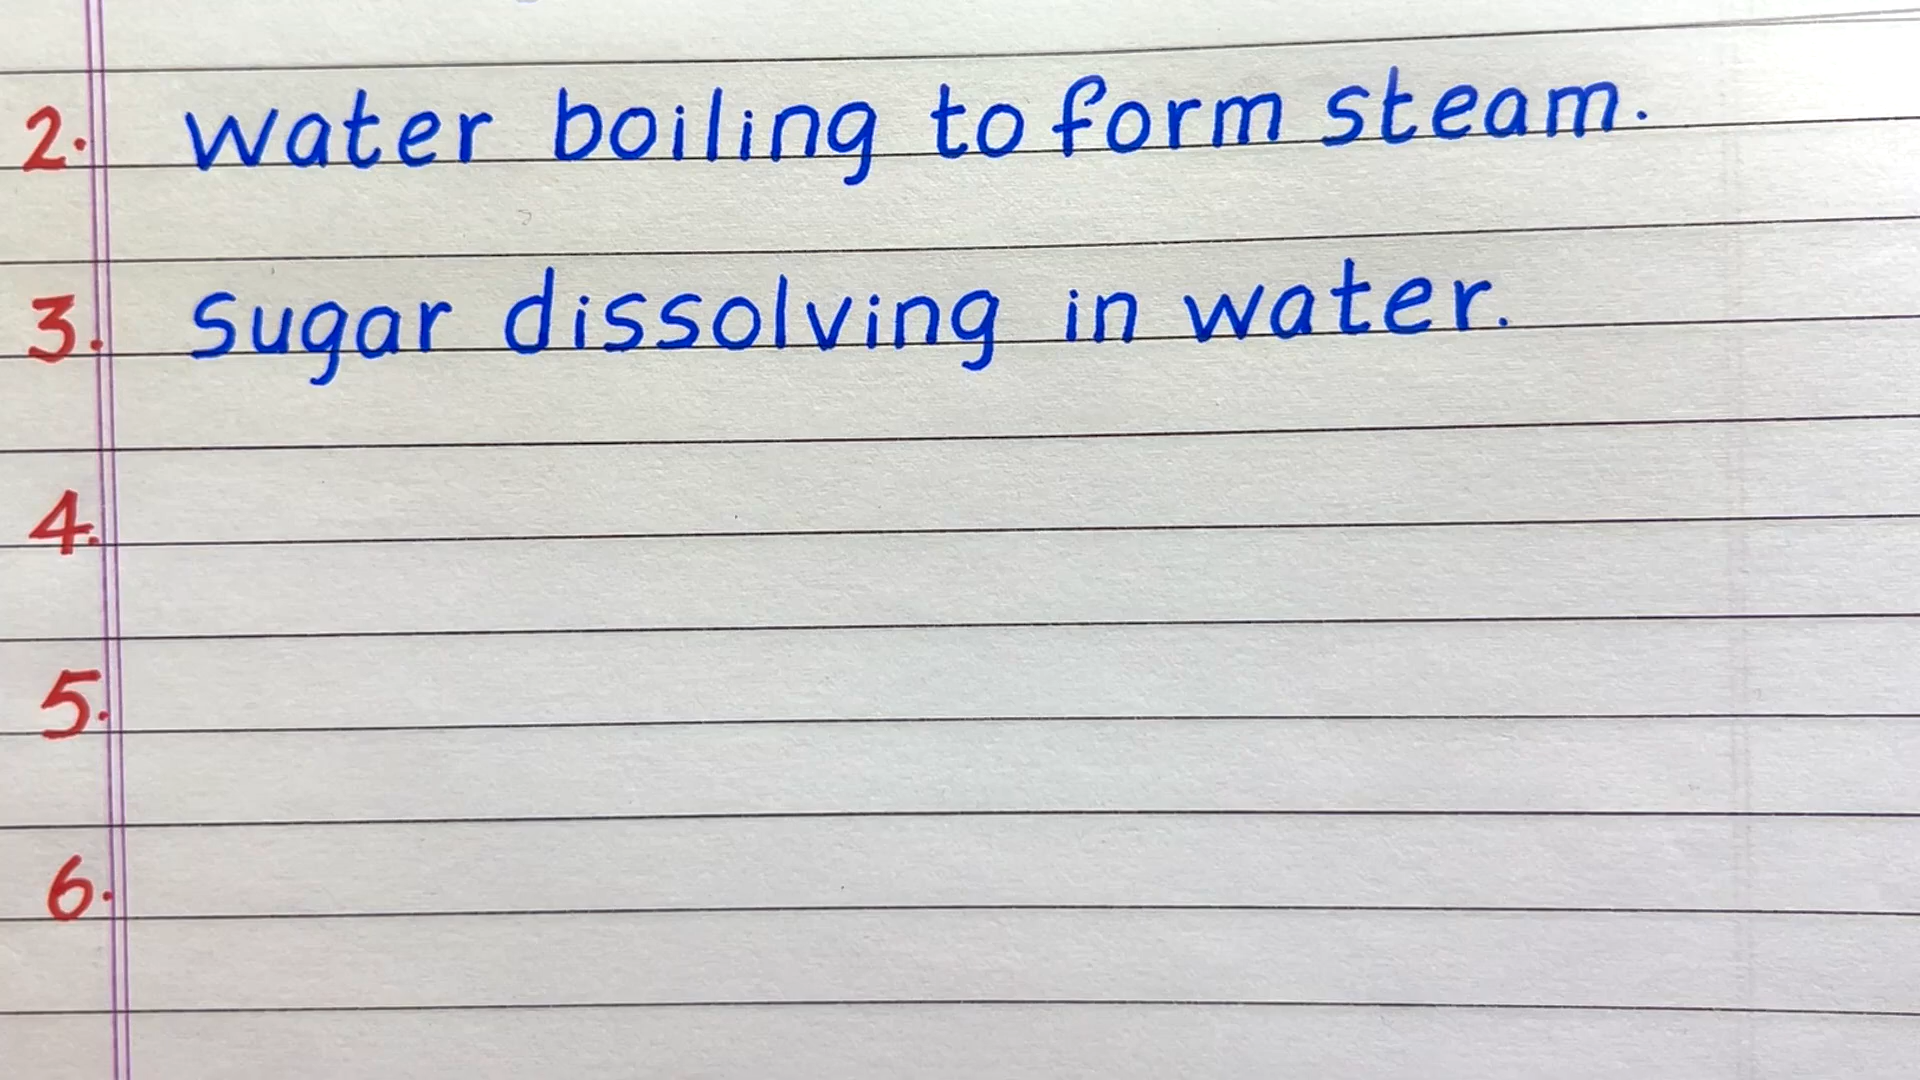 2. Water boiling to form steam.
3. Sugar dissolving in water.
4.
5.
6.